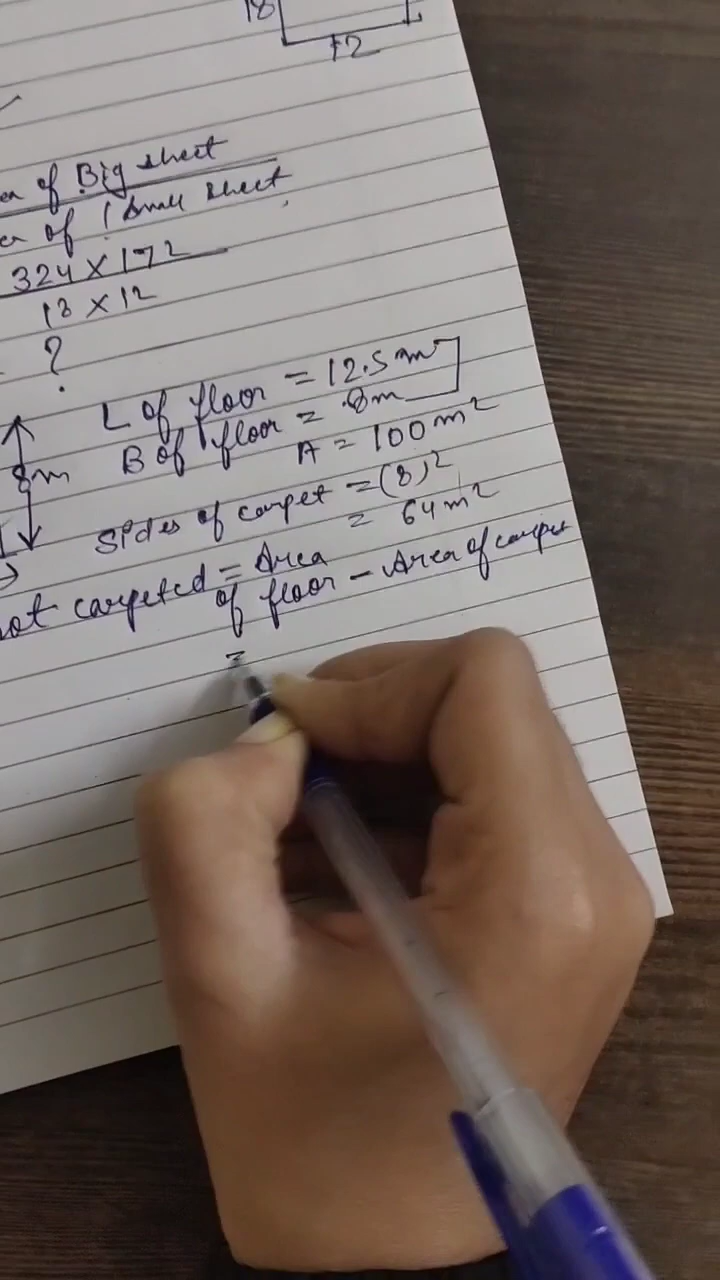 18
12
of Big sheet
of 1 small sheet
324 X 172
18 X 12
?
L of floor = 12.5 m
B of floor = 8m
8m
A = 100 m²
Sides of carpet = (8)²
= 64 m²
not carpeted = Area
of floor - Area of carpet
=